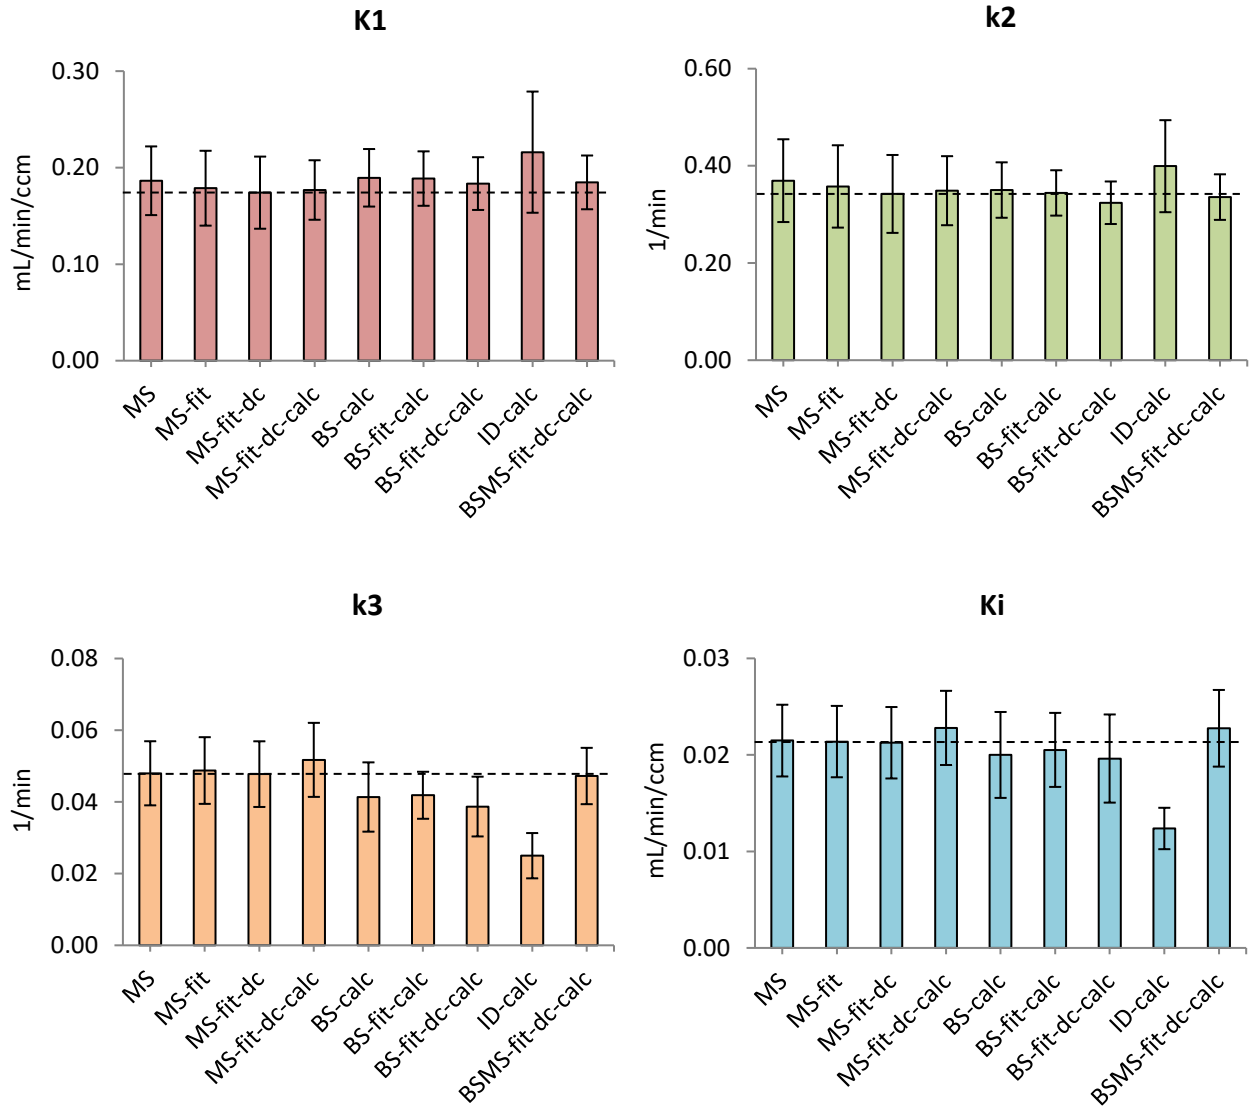 K1
mL/min/ccm
0.30
0.20
0.10
0.00
MS
MS-fit
MS-fit-dc
MS-fit-dc-calc
BS-calc
BS-fit-calc
BS-fit-dc-calc
ID-calc
BSMS-fit-dc-calc
k2
1/min
0.60
0.40
0.20
0.00
MS
MS-fit
MS-fit-dc
MS-fit-dc-calc
BS-calc
BS-fit-calc
BS-fit-dc-calc
ID-calc
BSMS-fit-dc-calc
k3
1/min
0.08
0.06
0.04
0.02
0.00
MS
MS-fit
MS-fit-dc
MS-fit-dc-calc
BS-calc
BS-fit-calc
BS-fit-dc-calc
ID-calc
BSMS-fit-dc-calc
Ki
mL/min/ccm
0.03
0.02
0.01
0.00
MS
MS-fit
MS-fit-dc
MS-fit-dc-calc
BS-calc
BS-fit-calc
BS-fit-dc-calc
ID-calc
BSMS-fit-dc-calc